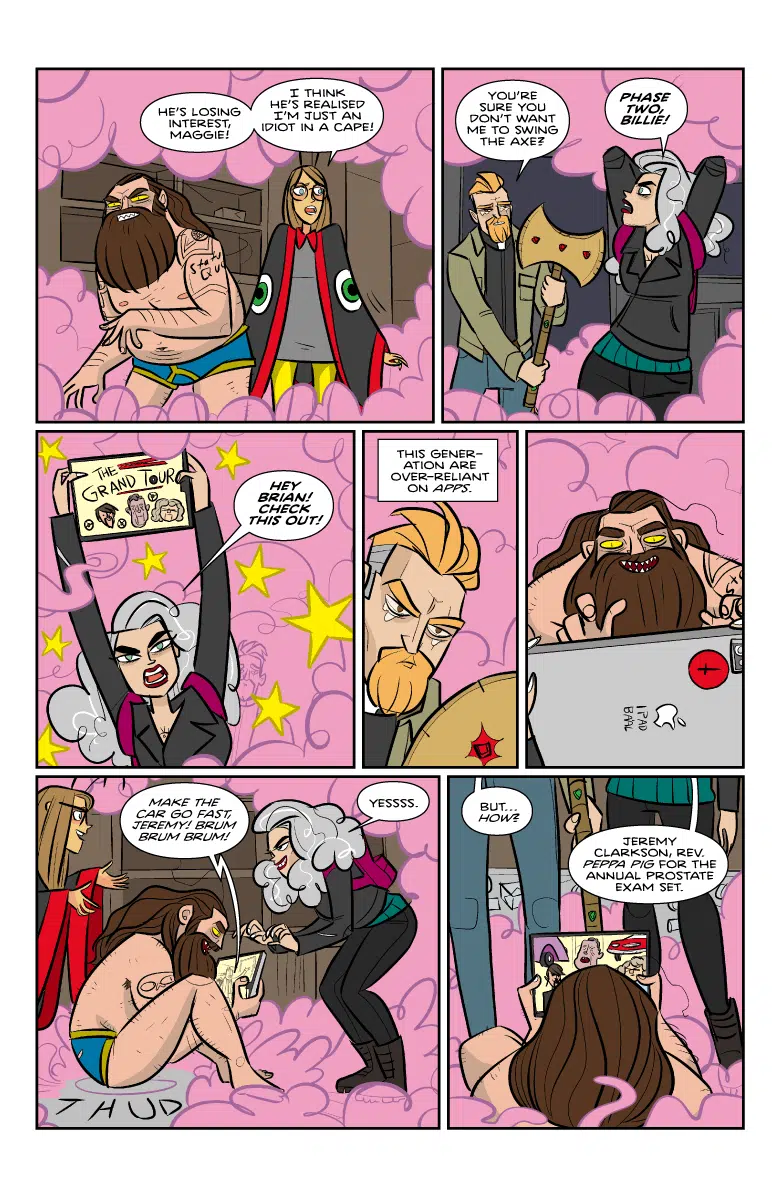 HE'S LOSING
INTEREST,
MAGGIE!
I THINK
HE'S REALISED
I'M JUST AN
IDIOT IN A CAPE!
YOU'RE
SURE YOU
DON'T WANT
ME TO SWING
THE AXE?
PHASE
TWO,
BILLIE!
THE
GRAND TOUR
HEY
BRIAN!
CHECK
THIS OUT!
THIS GENER-
ATION ARE
OVER-RELIANT
ON APPS.
IPAD
BAAL
MAKE THE
CAR GO FAST,
JEREMY! BRUM
BRUM BRUM!
YESSSS.
THUD
BUT...
HOW?
JEREMY
CLARKSON, REV.
PEPPA PIG FOR THE
ANNUAL PROSTATE
EXAM SET.